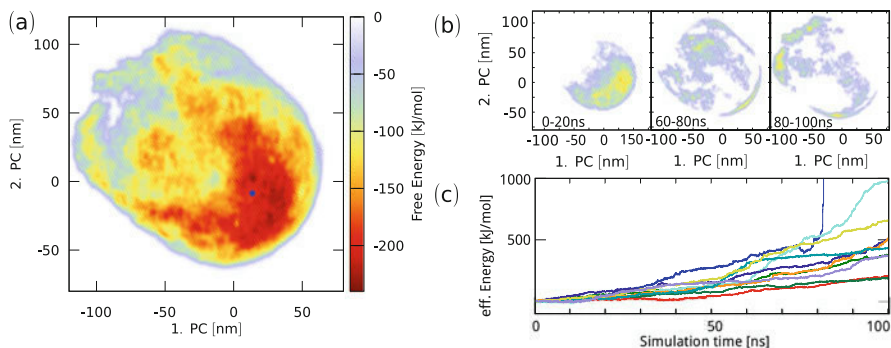 (a)
100
50
0
-50
2. PC [nm]
-100
-50
0
50
1. PC [nm]
0
-50
-100
-150
-200
Free Energy [kJ/mol]
(b)
100
50
0
-50
2. PC [nm]
0-20ns
60-80ns
80-100ns
-100
0
50
150
-100
-50
0
50
-100
-50
0
50
1. PC [nm]
1. PC [nm]
1. PC [nm]
(c)
1000
500
eff. Energy [kJ/mol]
0
50
100
Simulation time [ns]